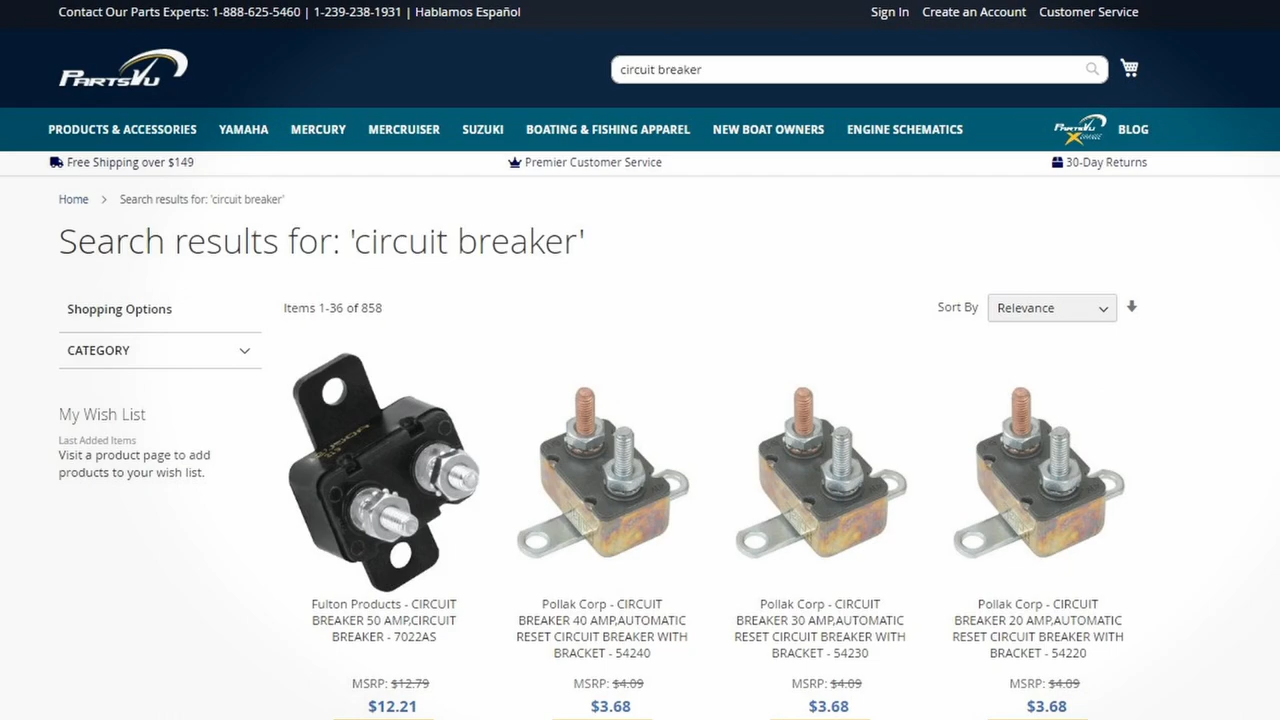 Contact Our Parts Experts: 1-888-625-5460 | 1-239-238-1931 | Hablamos Español
Sign In Create an Account Customer Service
PARTSVU
circuit breaker
PRODUCTS & ACCESSORIES YAMAHA MERCURY MERCRUISER SUZUKI BOATING & FISHING APPAREL NEW BOAT OWNERS ENGINE SCHEMATICS PARTSVU XCHANGE BLOG
Free Shipping over $149 Premier Customer Service 30-Day Returns
Home > Search results for: 'circuit breaker'
Search results for: 'circuit breaker'
Shopping Options
CATEGORY
My Wish List
Last Added Items
Visit a product page to add
products to your wish list.
Items 1-36 of 858
Sort By Relevance
Fulton Products - CIRCUIT
BREAKER 50 AMP,CIRCUIT
BREAKER - 7022AS
MSRP: $12.79
$12.21
Pollak Corp - CIRCUIT
BREAKER 40 AMP,AUTOMATIC
RESET CIRCUIT BREAKER WITH
BRACKET - 54240
MSRP: $4.09
$3.68
Pollak Corp - CIRCUIT
BREAKER 30 AMP,AUTOMATIC
RESET CIRCUIT BREAKER WITH
BRACKET - 54230
MSRP: $4.09
$3.68
Pollak Corp - CIRCUIT
BREAKER 20 AMP,AUTOMATIC
RESET CIRCUIT BREAKER WITH
BRACKET - 54220
MSRP: $4.09
$3.68